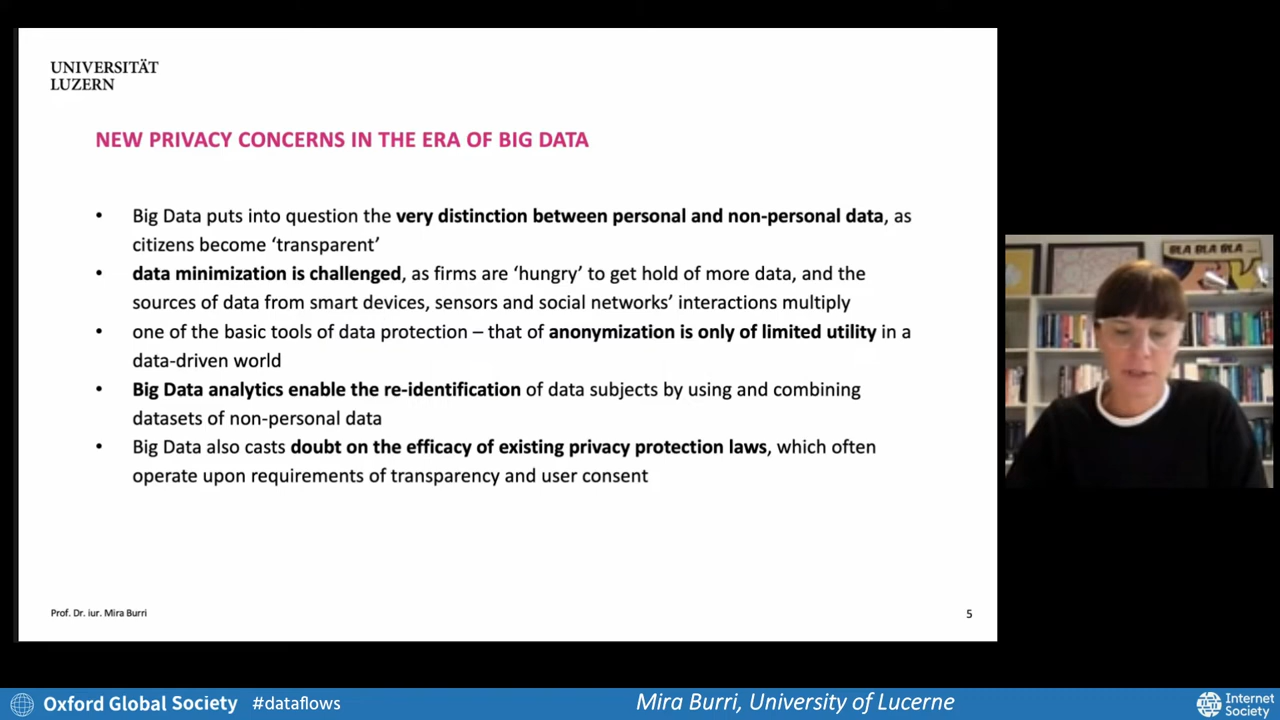 UNIVERSITÄT
LUZERN
NEW PRIVACY CONCERNS IN THE ERA OF BIG DATA
• Big Data puts into question the very distinction between personal and non-personal data, as
citizens become ‘transparent’
• data minimization is challenged, as firms are ‘hungry’ to get hold of more data, and the
sources of data from smart devices, sensors and social networks’ interactions multiply
• one of the basic tools of data protection – that of anonymization is only of limited utility in a
data-driven world
• Big Data analytics enable the re-identification of data subjects by using and combining
datasets of non-personal data
• Big Data also casts doubt on the efficacy of existing privacy protection laws, which often
operate upon requirements of transparency and user consent
Prof. Dr. iur. Mira Burri
5
BLA BLA BLA...
Oxford Global Society #dataflows
Mira Burri, University of Lucerne
Internet
Society